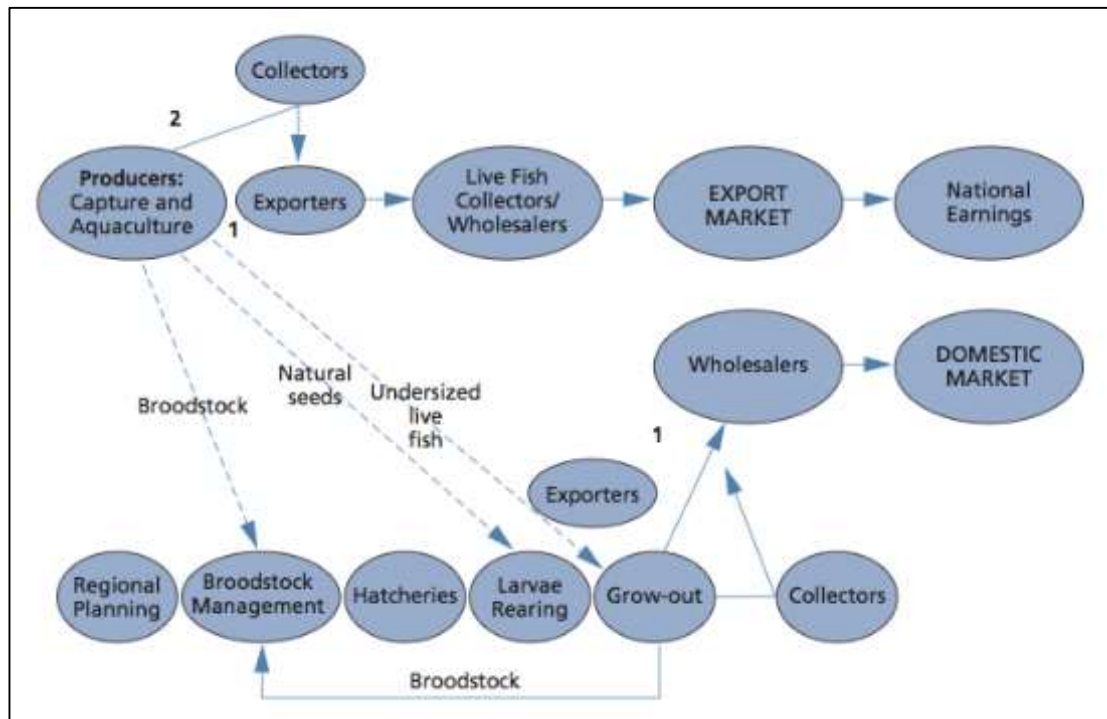 Collectors
2
Producers:
Capture and
Aquaculture
1
Exporters
Live Fish
Collectors/
Wholesalers
EXPORT
MARKET
National
Earnings
Wholesalers
DOMESTIC
MARKET
Broodstock
Natural
seeds
Undersized
live
fish
1
Exporters
Regional
Planning
Broodstock
Management
Hatcheries
Larvae
Rearing
Grow-out
Collectors
Broodstock